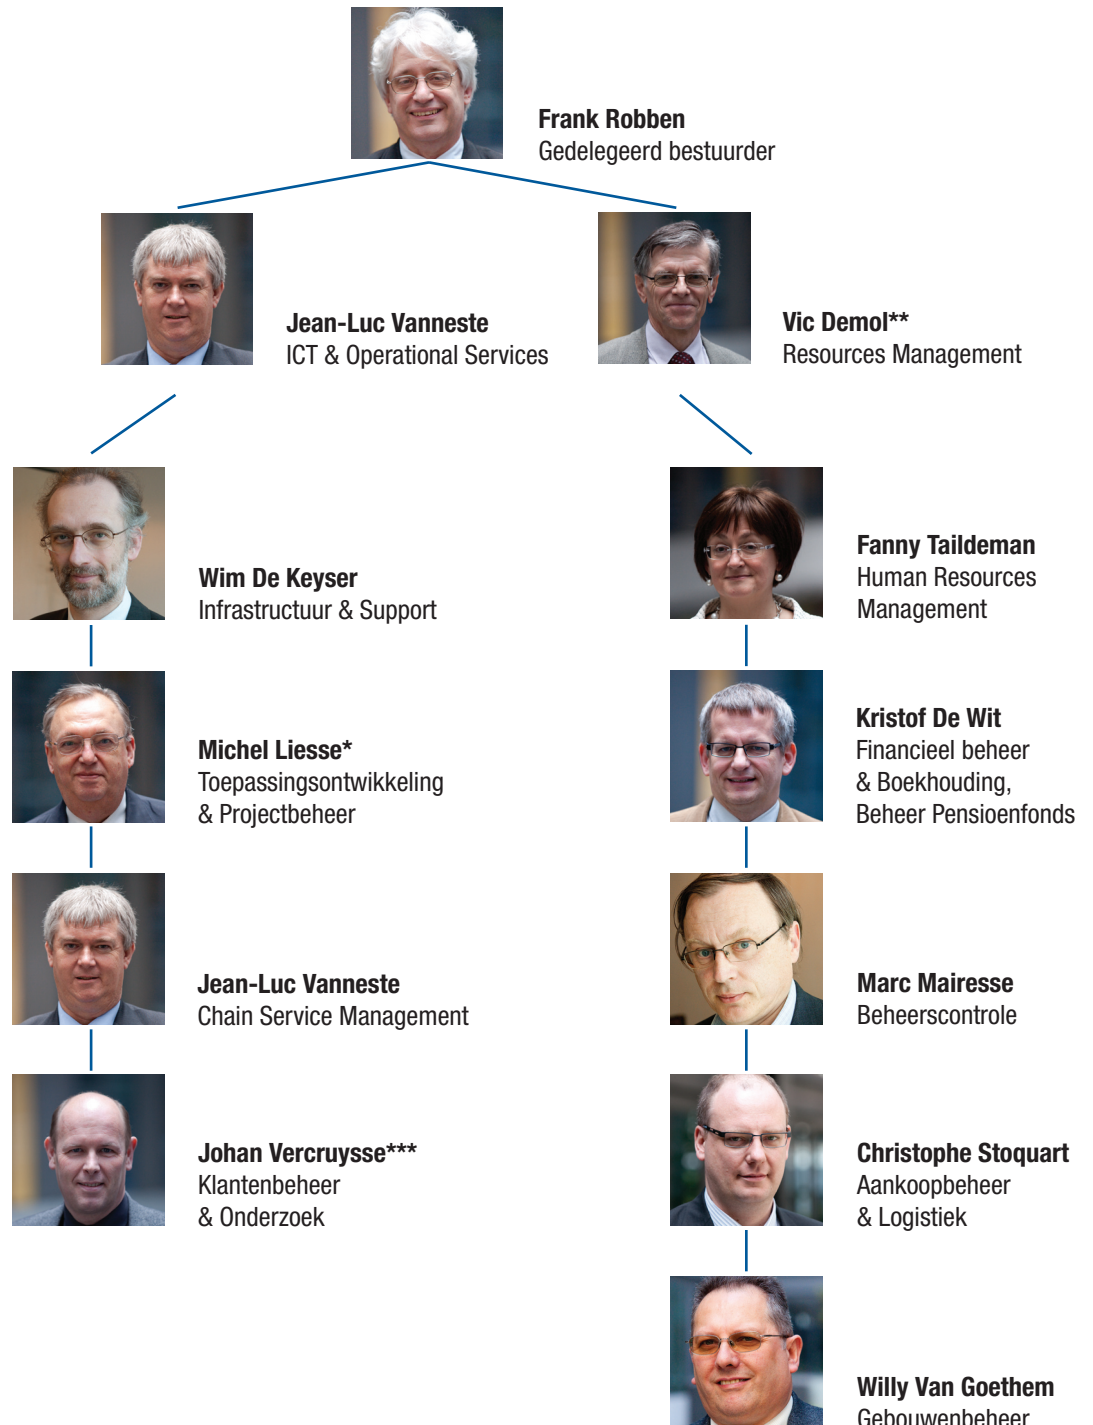 Frank Robben
Gedelegeerd bestuurder
Jean-Luc Vanneste
ICT & Operational Services
Vic Demol**
Resources Management
Wim De Keyser
Infrastructuur & Support
Michel Liesse*
Toepassingsontwikkeling
& Projectbeheer
Jean-Luc Vanneste
Chain Service Management
Johan Vercruysse***
Klantenbeheer
& Onderzoek
Fanny Taildeman
Human Resources
Management
Kristof De Wit
Financieel beheer
& Boekhouding,
Beheer Pensioenfonds
Marc Mairesse
Beheerscontrole
Christophe Stoquart
Aankoopbeheer
& Logistiek
Willy Van Goethem
Gebouwenbeheer